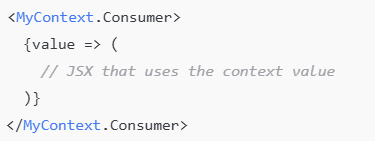 <MyContext.Consumer>
  {value => (
    // JSX that uses the context value
  )}
</MyContext.Consumer>